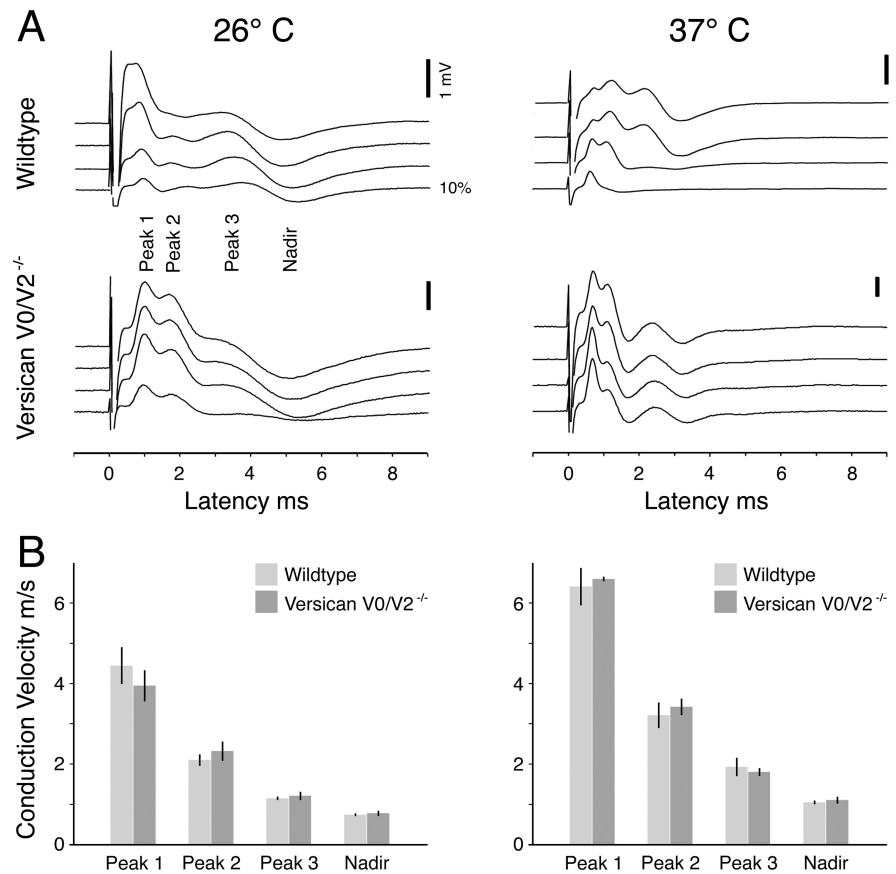 A
26° C
37° C
Wildtype
1 mV
10%
Peak 1
Peak 2
Peak 3
Nadir
Versican V0/V2-/-
0 2 4 6 8
Latency ms
0 2 4 6 8
Latency ms
B
Conduction Velocity m/s
6
4
2
0
Wildtype
Versican V0/V2 -/-
Peak 1 Peak 2 Peak 3 Nadir
6
4
2
0
Wildtype
Versican V0/V2 -/-
Peak 1 Peak 2 Peak 3 Nadir